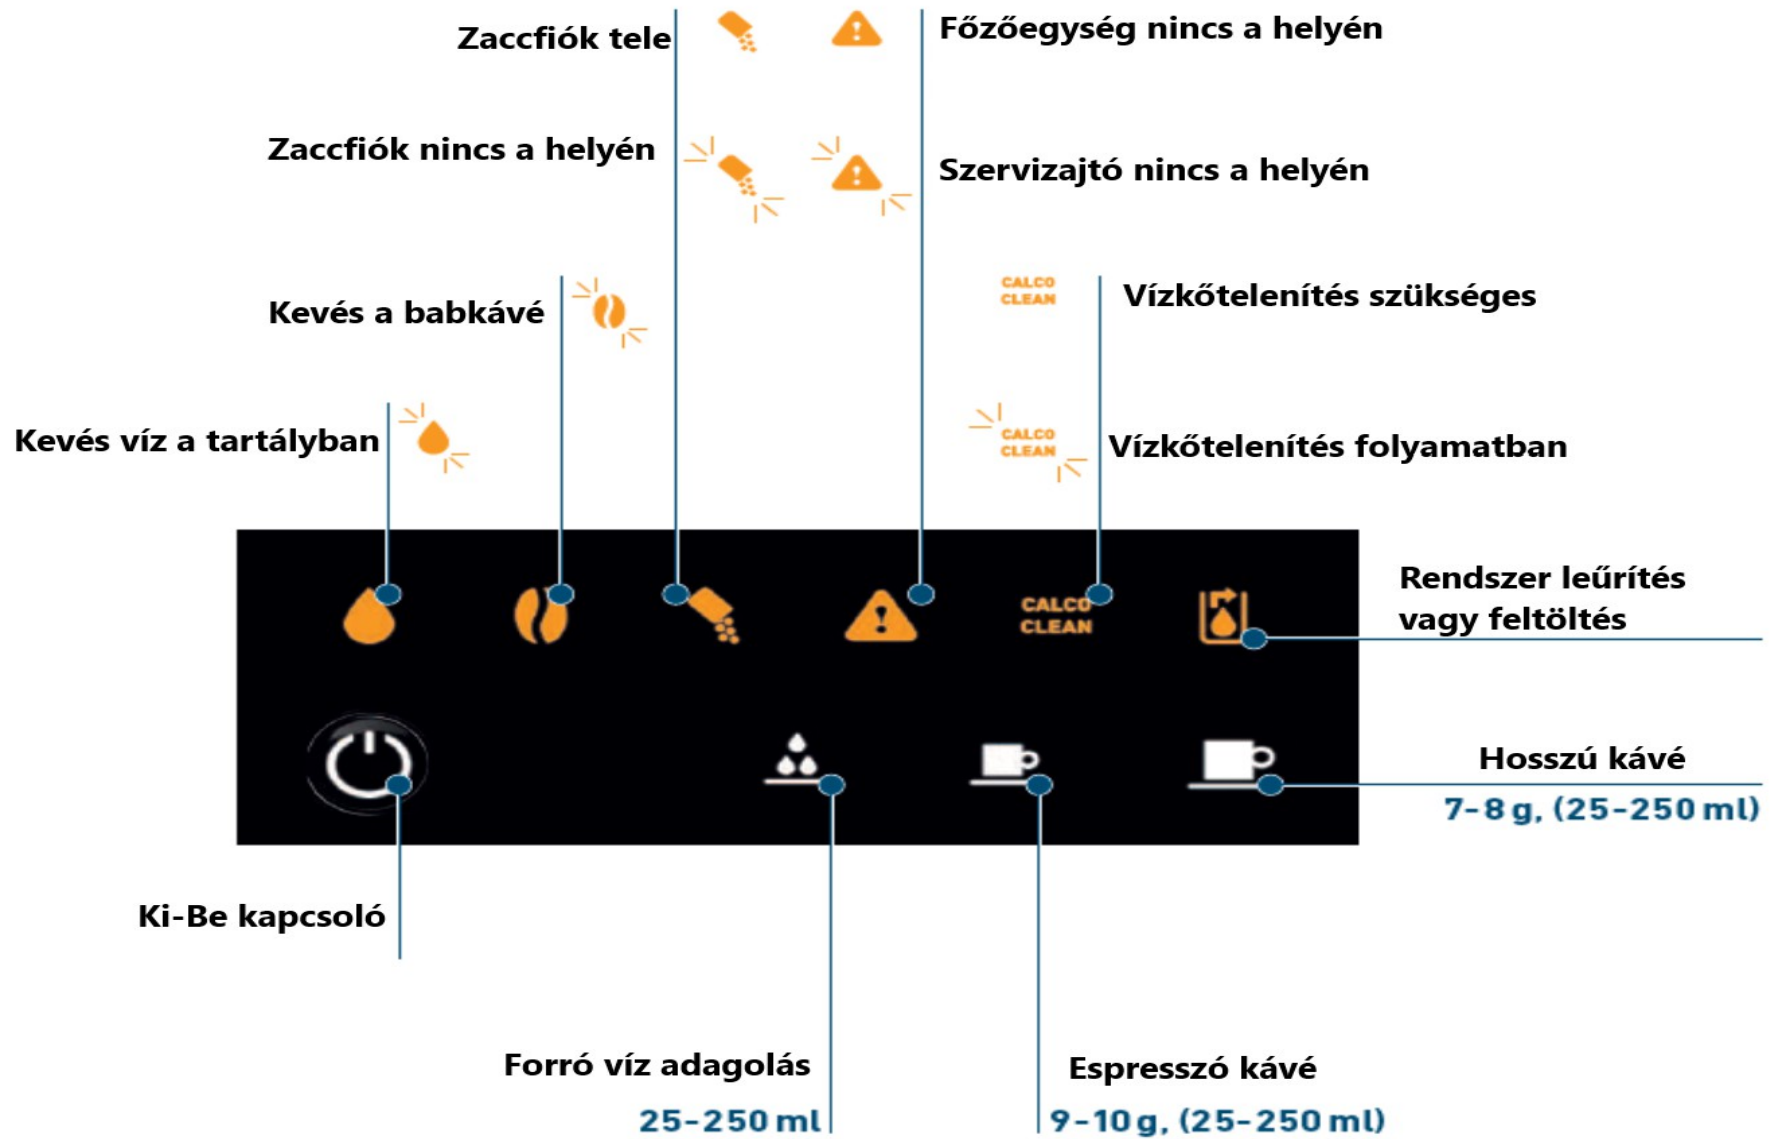 Zaccfiók tele
Főzőegység nincs a helyén
Zaccfiók nincs a helyén
Szervizajtó nincs a helyén
Kevés a babkávé
CALCO
CLEAN
Vízkőtelenítés szükséges
Kevés víz a tartályban
CALCO
CLEAN
Vízkőtelenítés folyamatban
CALCO
CLEAN
Rendszer leűrítés
vagy feltöltés
Hosszú kávé
7-8 g, (25-250 ml)
Ki-Be kapcsoló
Forró víz adagolás
25-250 ml
Espresszó kávé
9-10 g, (25-250 ml)